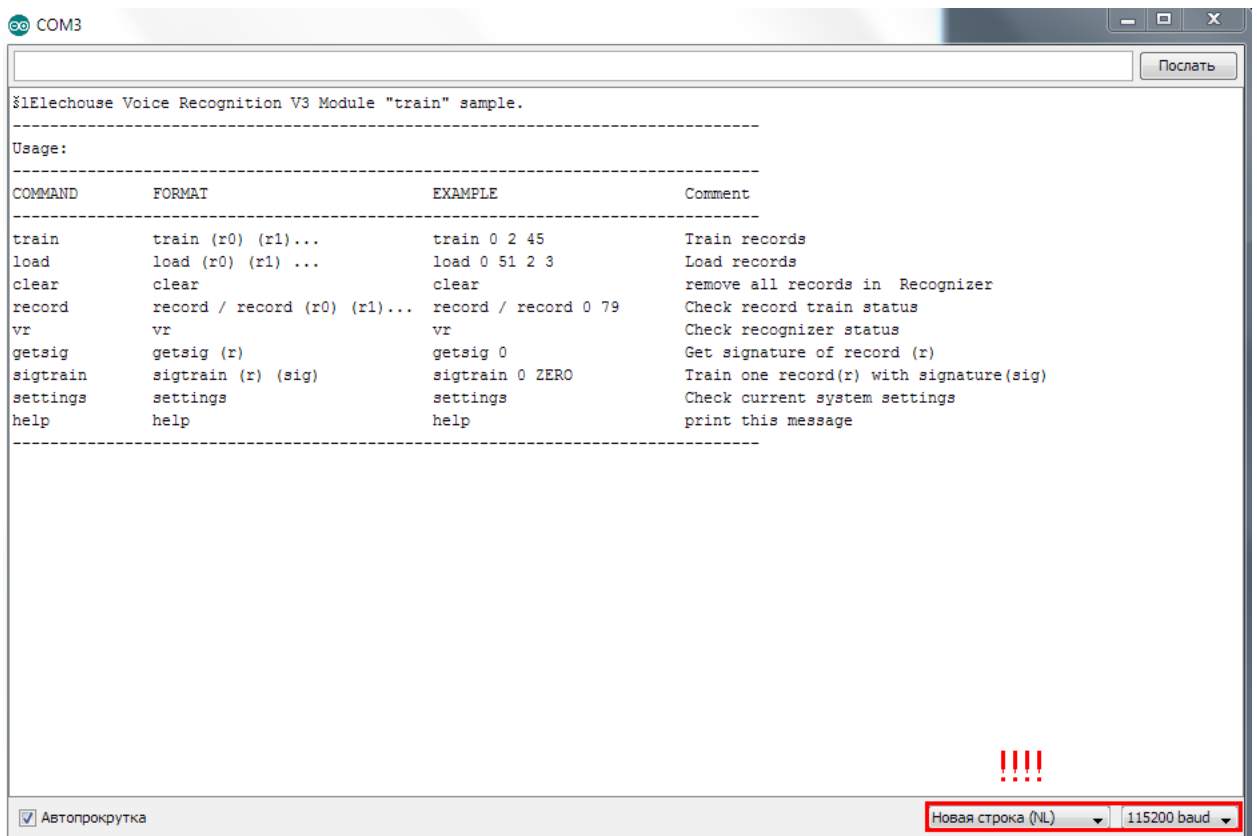 COM3
Послать
ǯlElechouse Voice Recognition V3 Module "train" sample.
--------------------------------------------------------------------------------
Usage:
--------------------------------------------------------------------------------
COMMAND FORMAT EXAMPLE Comment
--------------------------------------------------------------------------------
train train (r0) (r1)... train 0 2 45 Train records
load load (r0) (r1) ... load 0 51 2 3 Load records
clear clear clear remove all records in  Recognizer
record record / record (r0) (r1)... record / record 0 79 Check record train status
vr vr vr Check recognizer status
getsig getsig (r) getsig 0 Get signature of record (r)
sigtrain sigtrain (r) (sig) sigtrain 0 ZERO Train one record(r) with signature(sig)
settings settings settings Check current system settings
help help help print this message
--------------------------------------------------------------------------------
!!!!
Автопрокрутка Новая строка (NL) 115200 baud